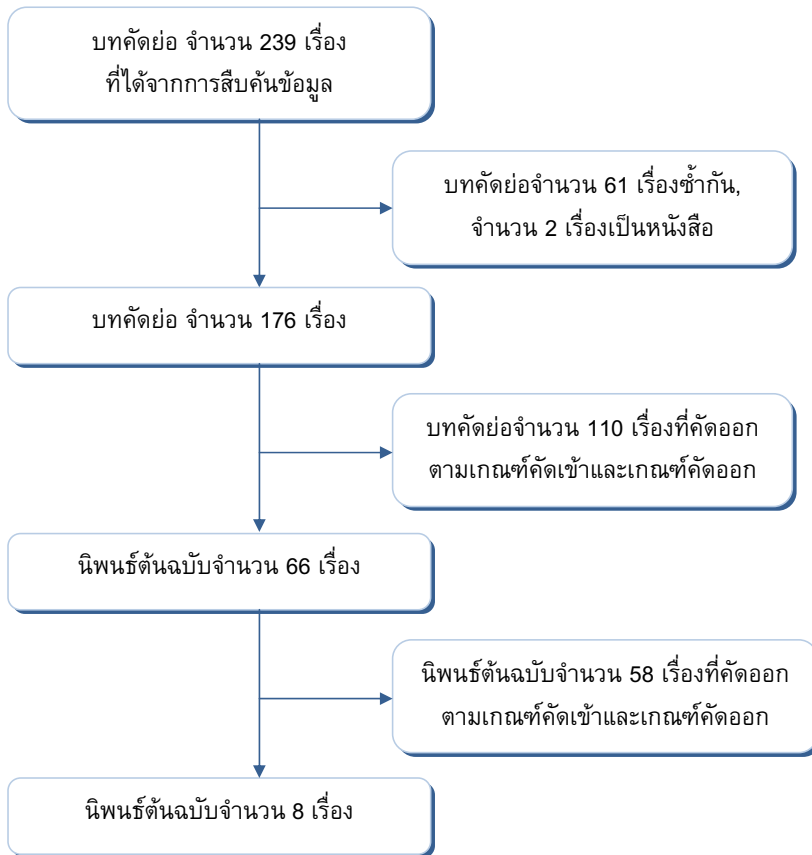 บทคัดย่อ จำนวน 239 เรื่อง
ที่ได้จากการสืบค้นข้อมูล
บทคัดย่อจำนวน 61 เรื่องซ้ำกัน,
จำนวน 2 เรื่องเป็นหนังสือ
บทคัดย่อ จำนวน 176 เรื่อง
บทคัดย่อจำนวน 110 เรื่องที่คัดออก
ตามเกณฑ์คัดเข้าและเกณฑ์คัดออก
นิพนธ์ต้นฉบับจำนวน 66 เรื่อง
นิพนธ์ต้นฉบับจำนวน 58 เรื่องที่คัดออก
ตามเกณฑ์คัดเข้าและเกณฑ์คัดออก
นิพนธ์ต้นฉบับจำนวน 8 เรื่อง